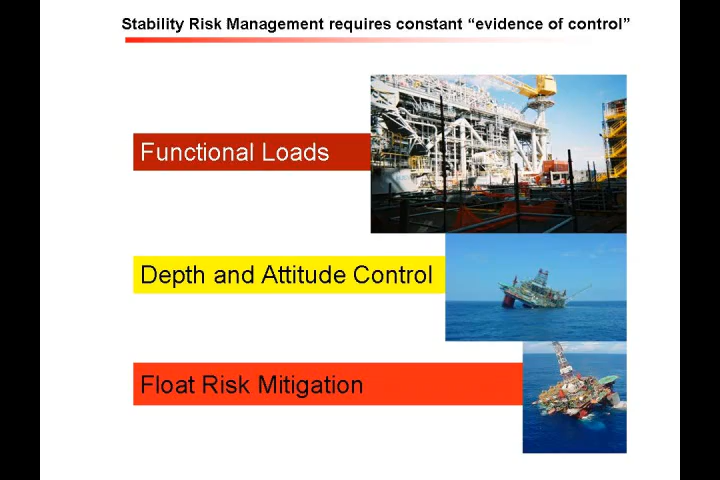 Stability Risk Management requires constant “evidence of control”
Functional Loads
Depth and Attitude Control
Float Risk Mitigation